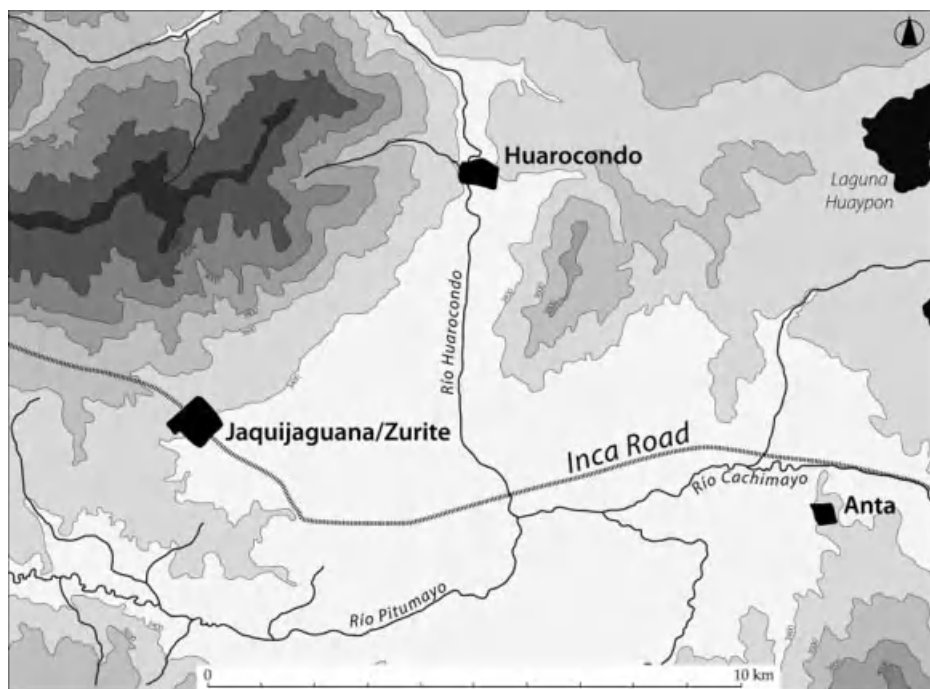 Huarocondo
Laguna
Huaypon
Río Huarocondo
Jaquijaguana/Zurite
Inca Road
Río Cachimayo
Anta
Río Pitumayo
0
10 km